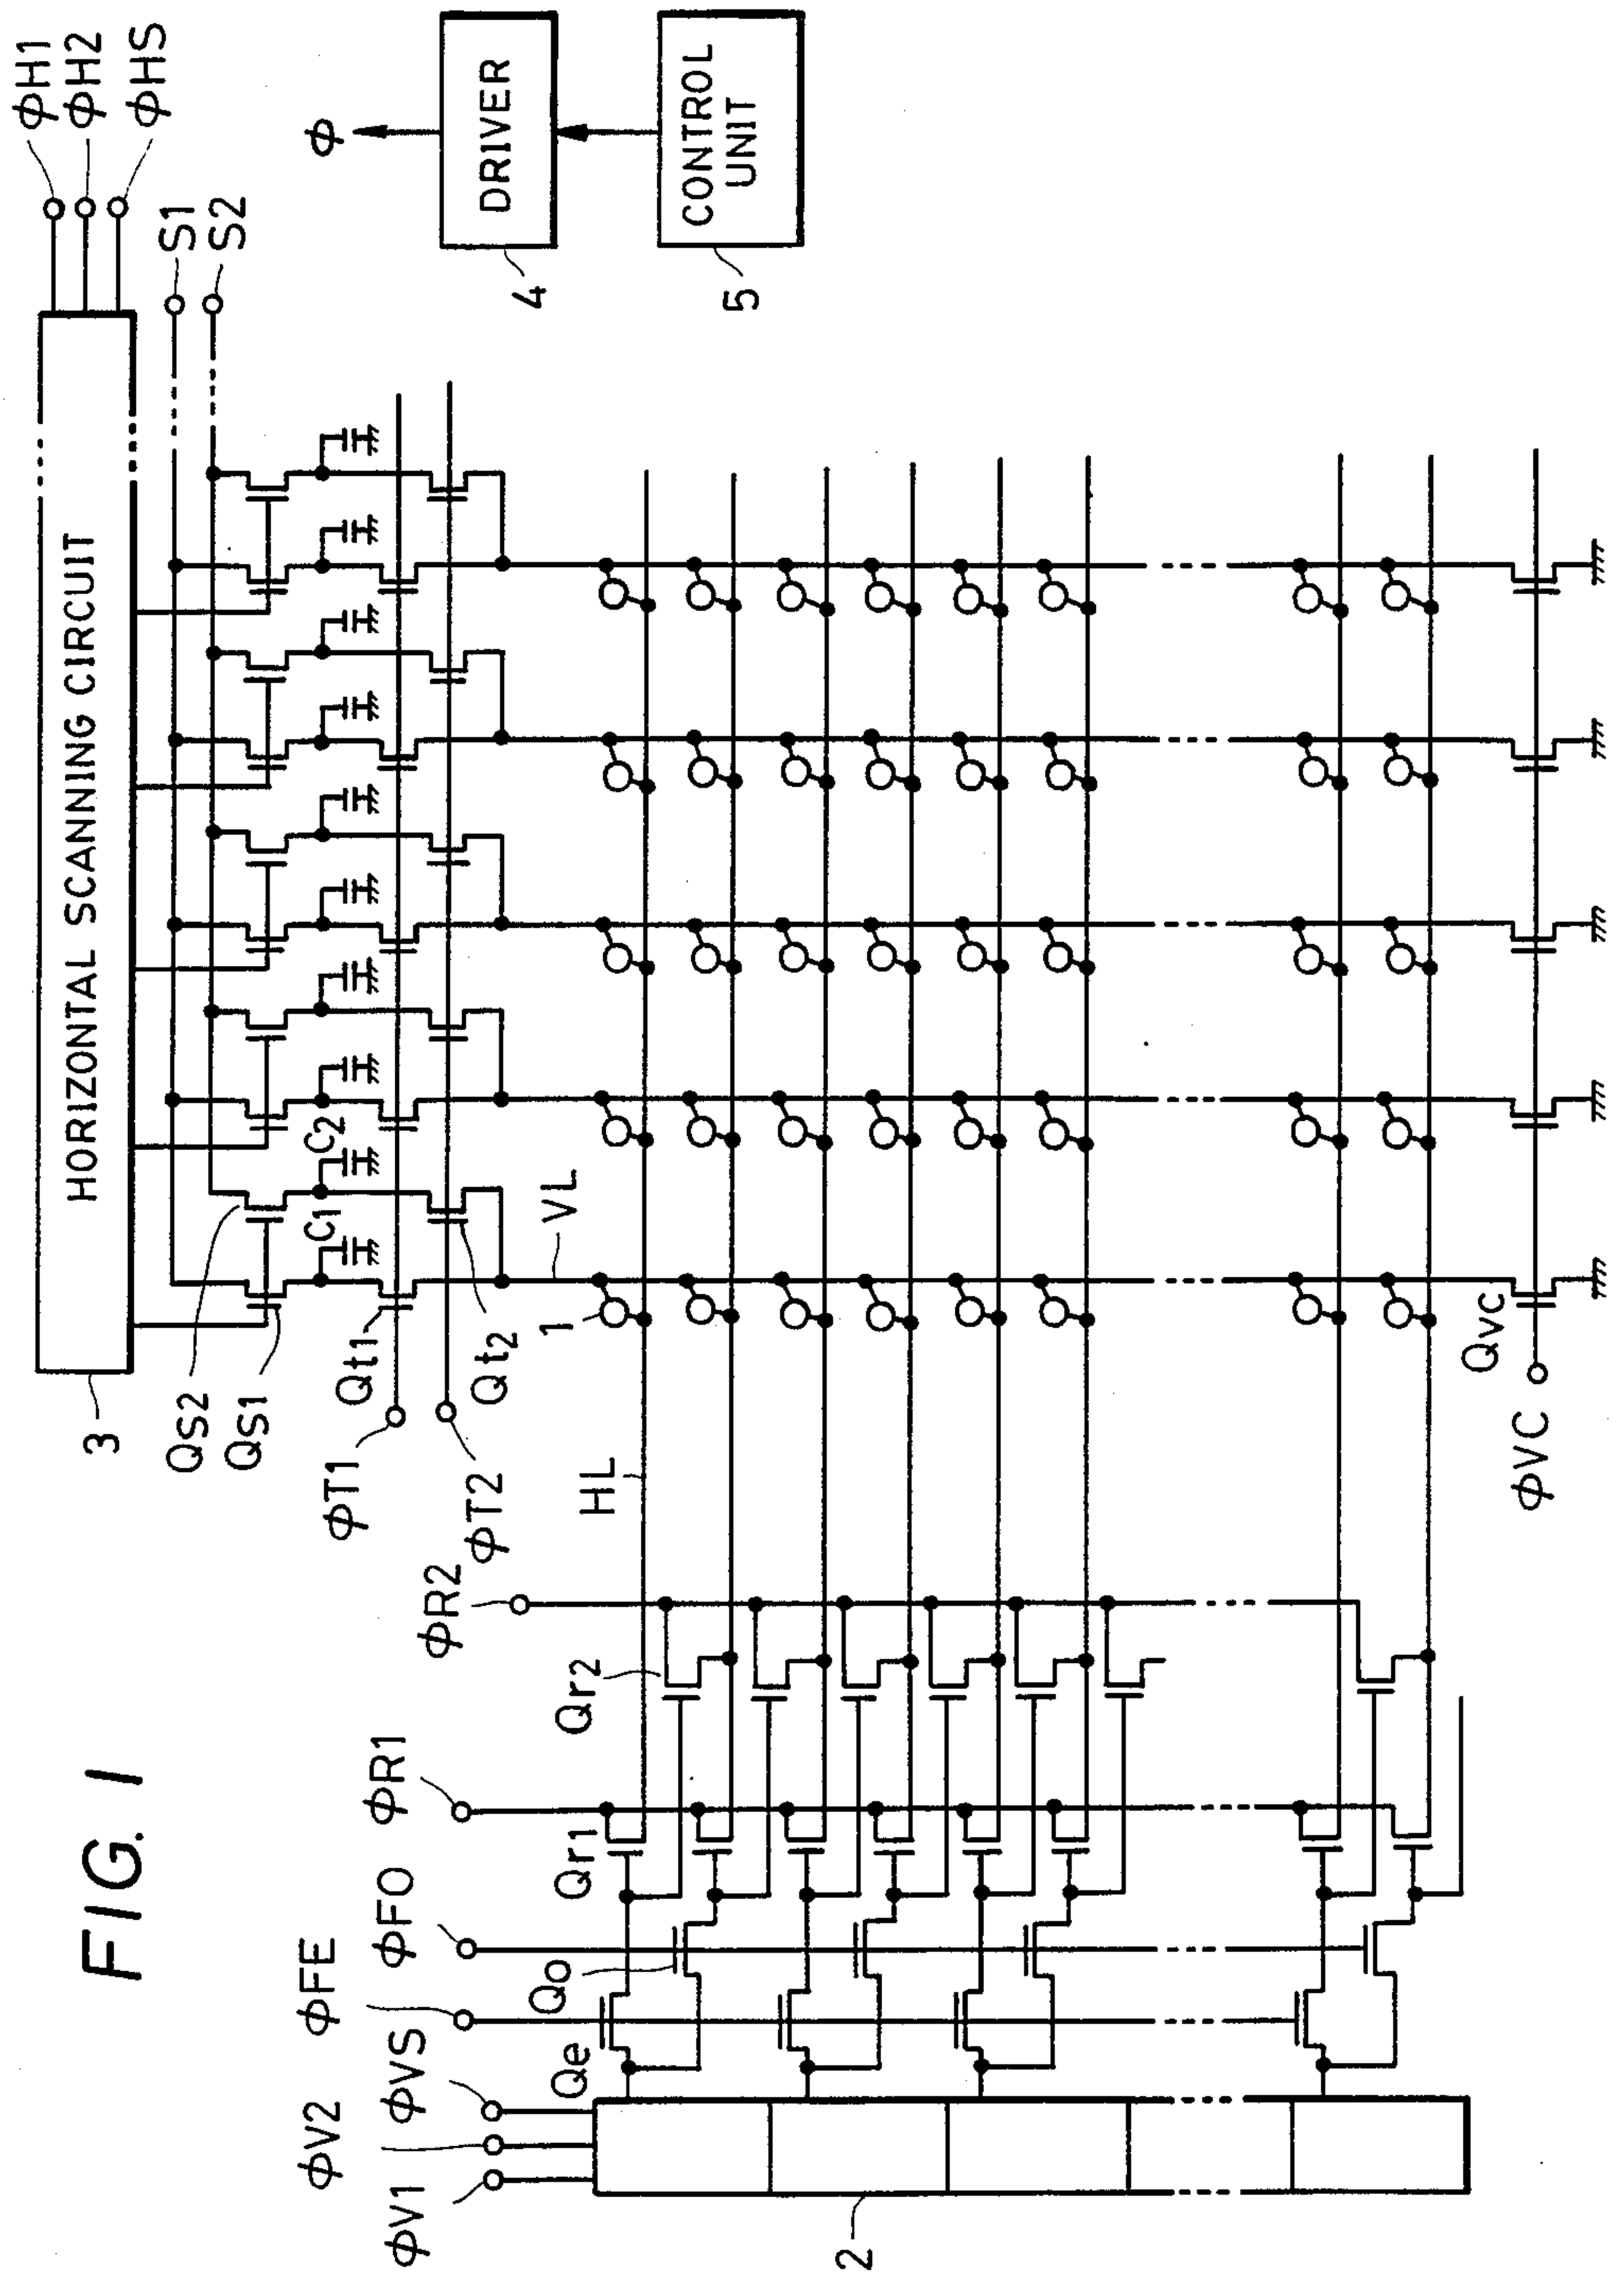 FIG. 1
ΦH1
ΦH2
ΦHS
HORIZONTAL SCANNING CIRCUIT
3
S1
S2
Φ
DRIVER
4
CONTROL
UNIT
5
QS2
QS1
C1
C2
Qt1
Qt2
ΦT1
ΦT2
VL
1
HL
ΦR2
Qr2
ΦR1
Qr1
ΦFO
ΦFE
Qo
Qe
ΦVS
ΦV2
ΦV1
2
Qvc
ΦVC